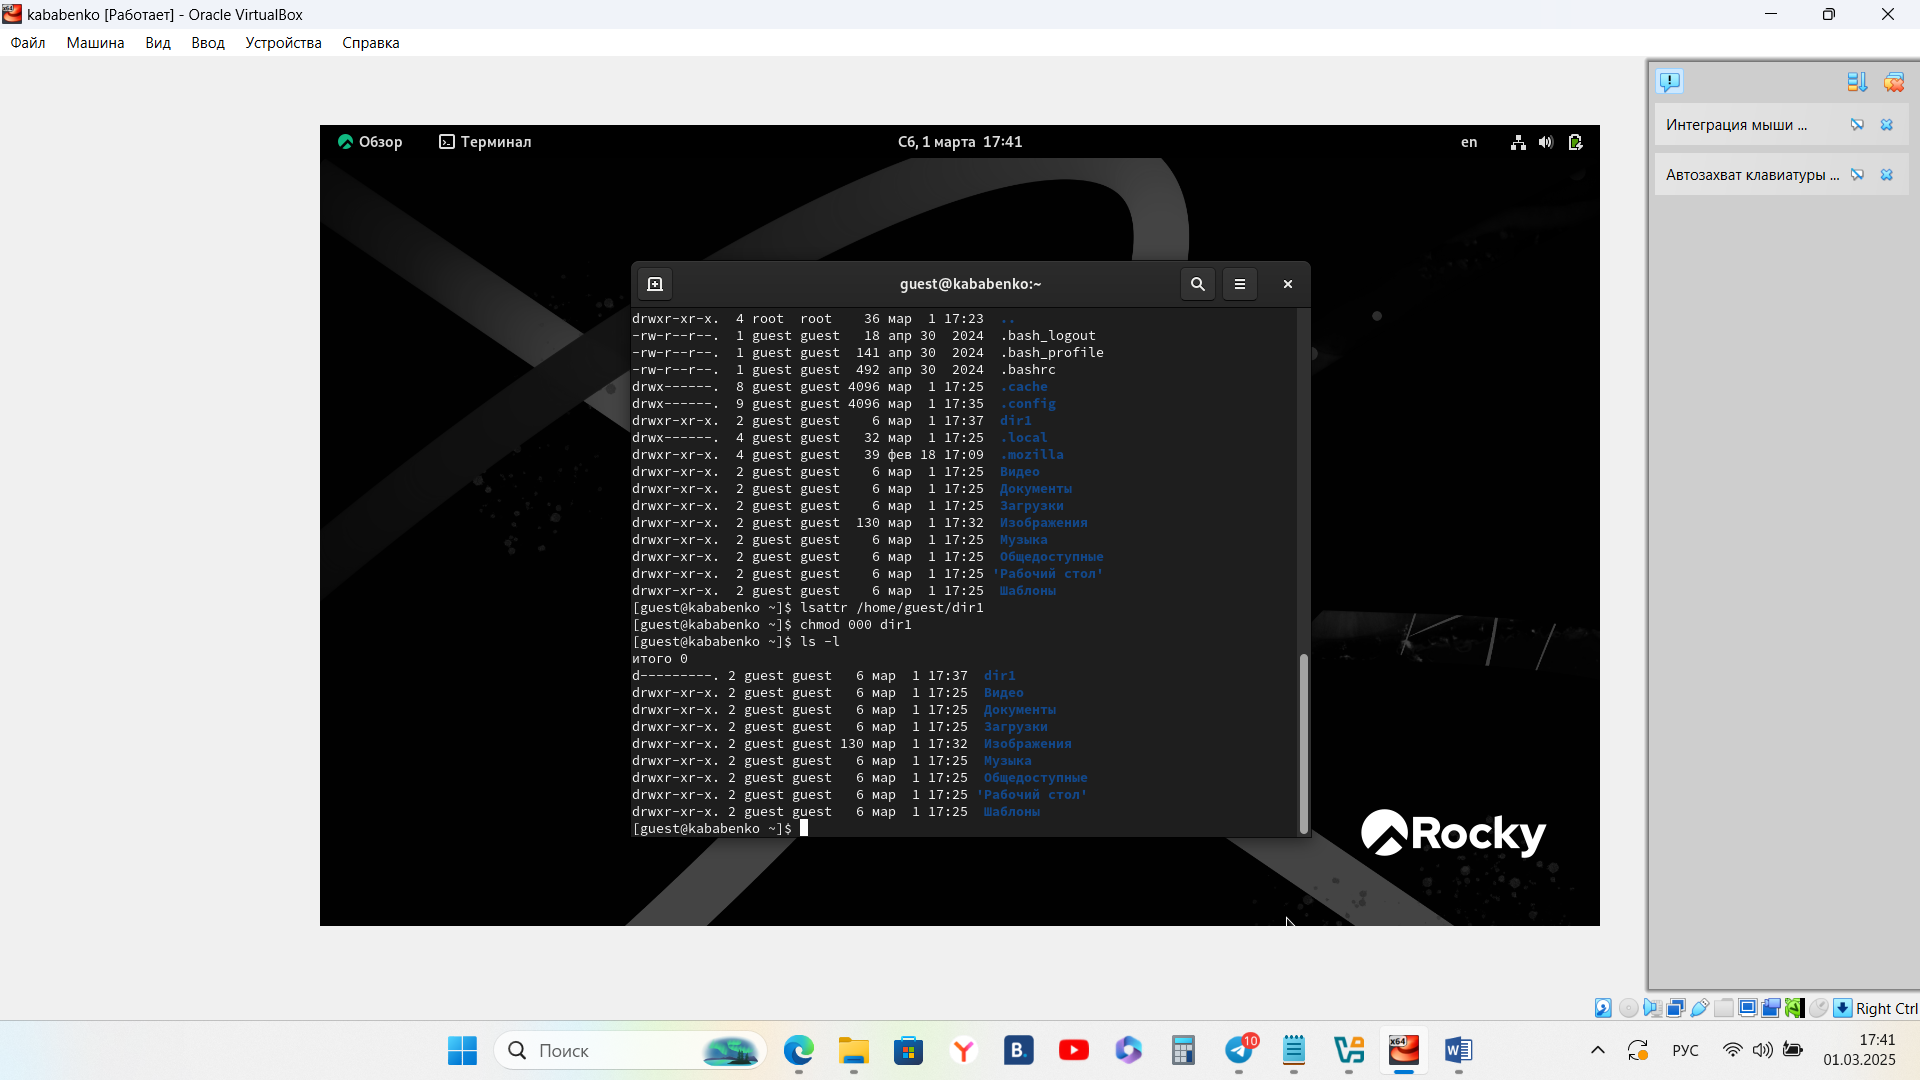 kababenko [Работает] - Oracle VirtualBox
Файл Машина Вид Ввод Устройства Справка
Интеграция мыши ...
Автозахват клавиатуры ...
Обзор Терминал Сб, 1 марта 17:41 en
guest@kababenko:~
drwxr-xr-x. 4 root root 36 мар 1 17:23 ..
-rw-r--r--. 1 guest guest 18 апр 30 2024 .bash_logout
-rw-r--r--. 1 guest guest 141 апр 30 2024 .bash_profile
-rw-r--r--. 1 guest guest 492 апр 30 2024 .bashrc
drwx------. 8 guest guest 4096 мар 1 17:25 .cache
drwx------. 9 guest guest 4096 мар 1 17:35 .config
drwxr-xr-x. 2 guest guest 6 мар 1 17:37 dir1
drwx------. 4 guest guest 32 мар 1 17:25 .local
drwxr-xr-x. 4 guest guest 39 фев 18 17:09 .mozilla
drwxr-xr-x. 2 guest guest 6 мар 1 17:25 Видео
drwxr-xr-x. 2 guest guest 6 мар 1 17:25 Документы
drwxr-xr-x. 2 guest guest 6 мар 1 17:25 Загрузки
drwxr-xr-x. 2 guest guest 130 мар 1 17:32 Изображения
drwxr-xr-x. 2 guest guest 6 мар 1 17:25 Музыка
drwxr-xr-x. 2 guest guest 6 мар 1 17:25 Общедоступные
drwxr-xr-x. 2 guest guest 6 мар 1 17:25 'Рабочий стол'
drwxr-xr-x. 2 guest guest 6 мар 1 17:25 Шаблоны
[guest@kababenko ~]$ lsattr /home/guest/dir1
[guest@kababenko ~]$ chmod 000 dir1
[guest@kababenko ~]$ ls -l
итого 0
d---------. 2 guest guest 6 мар 1 17:37 dir1
drwxr-xr-x. 2 guest guest 6 мар 1 17:25 Видео
drwxr-xr-x. 2 guest guest 6 мар 1 17:25 Документы
drwxr-xr-x. 2 guest guest 6 мар 1 17:25 Загрузки
drwxr-xr-x. 2 guest guest 130 мар 1 17:32 Изображения
drwxr-xr-x. 2 guest guest 6 мар 1 17:25 Музыка
drwxr-xr-x. 2 guest guest 6 мар 1 17:25 Общедоступные
drwxr-xr-x. 2 guest guest 6 мар 1 17:25 'Рабочий стол'
drwxr-xr-x. 2 guest guest 6 мар 1 17:25 Шаблоны
[guest@kababenko ~]$
Rocky
Right Ctrl
Поиск B. 10 x64 РУС 17:41
01.03.2025